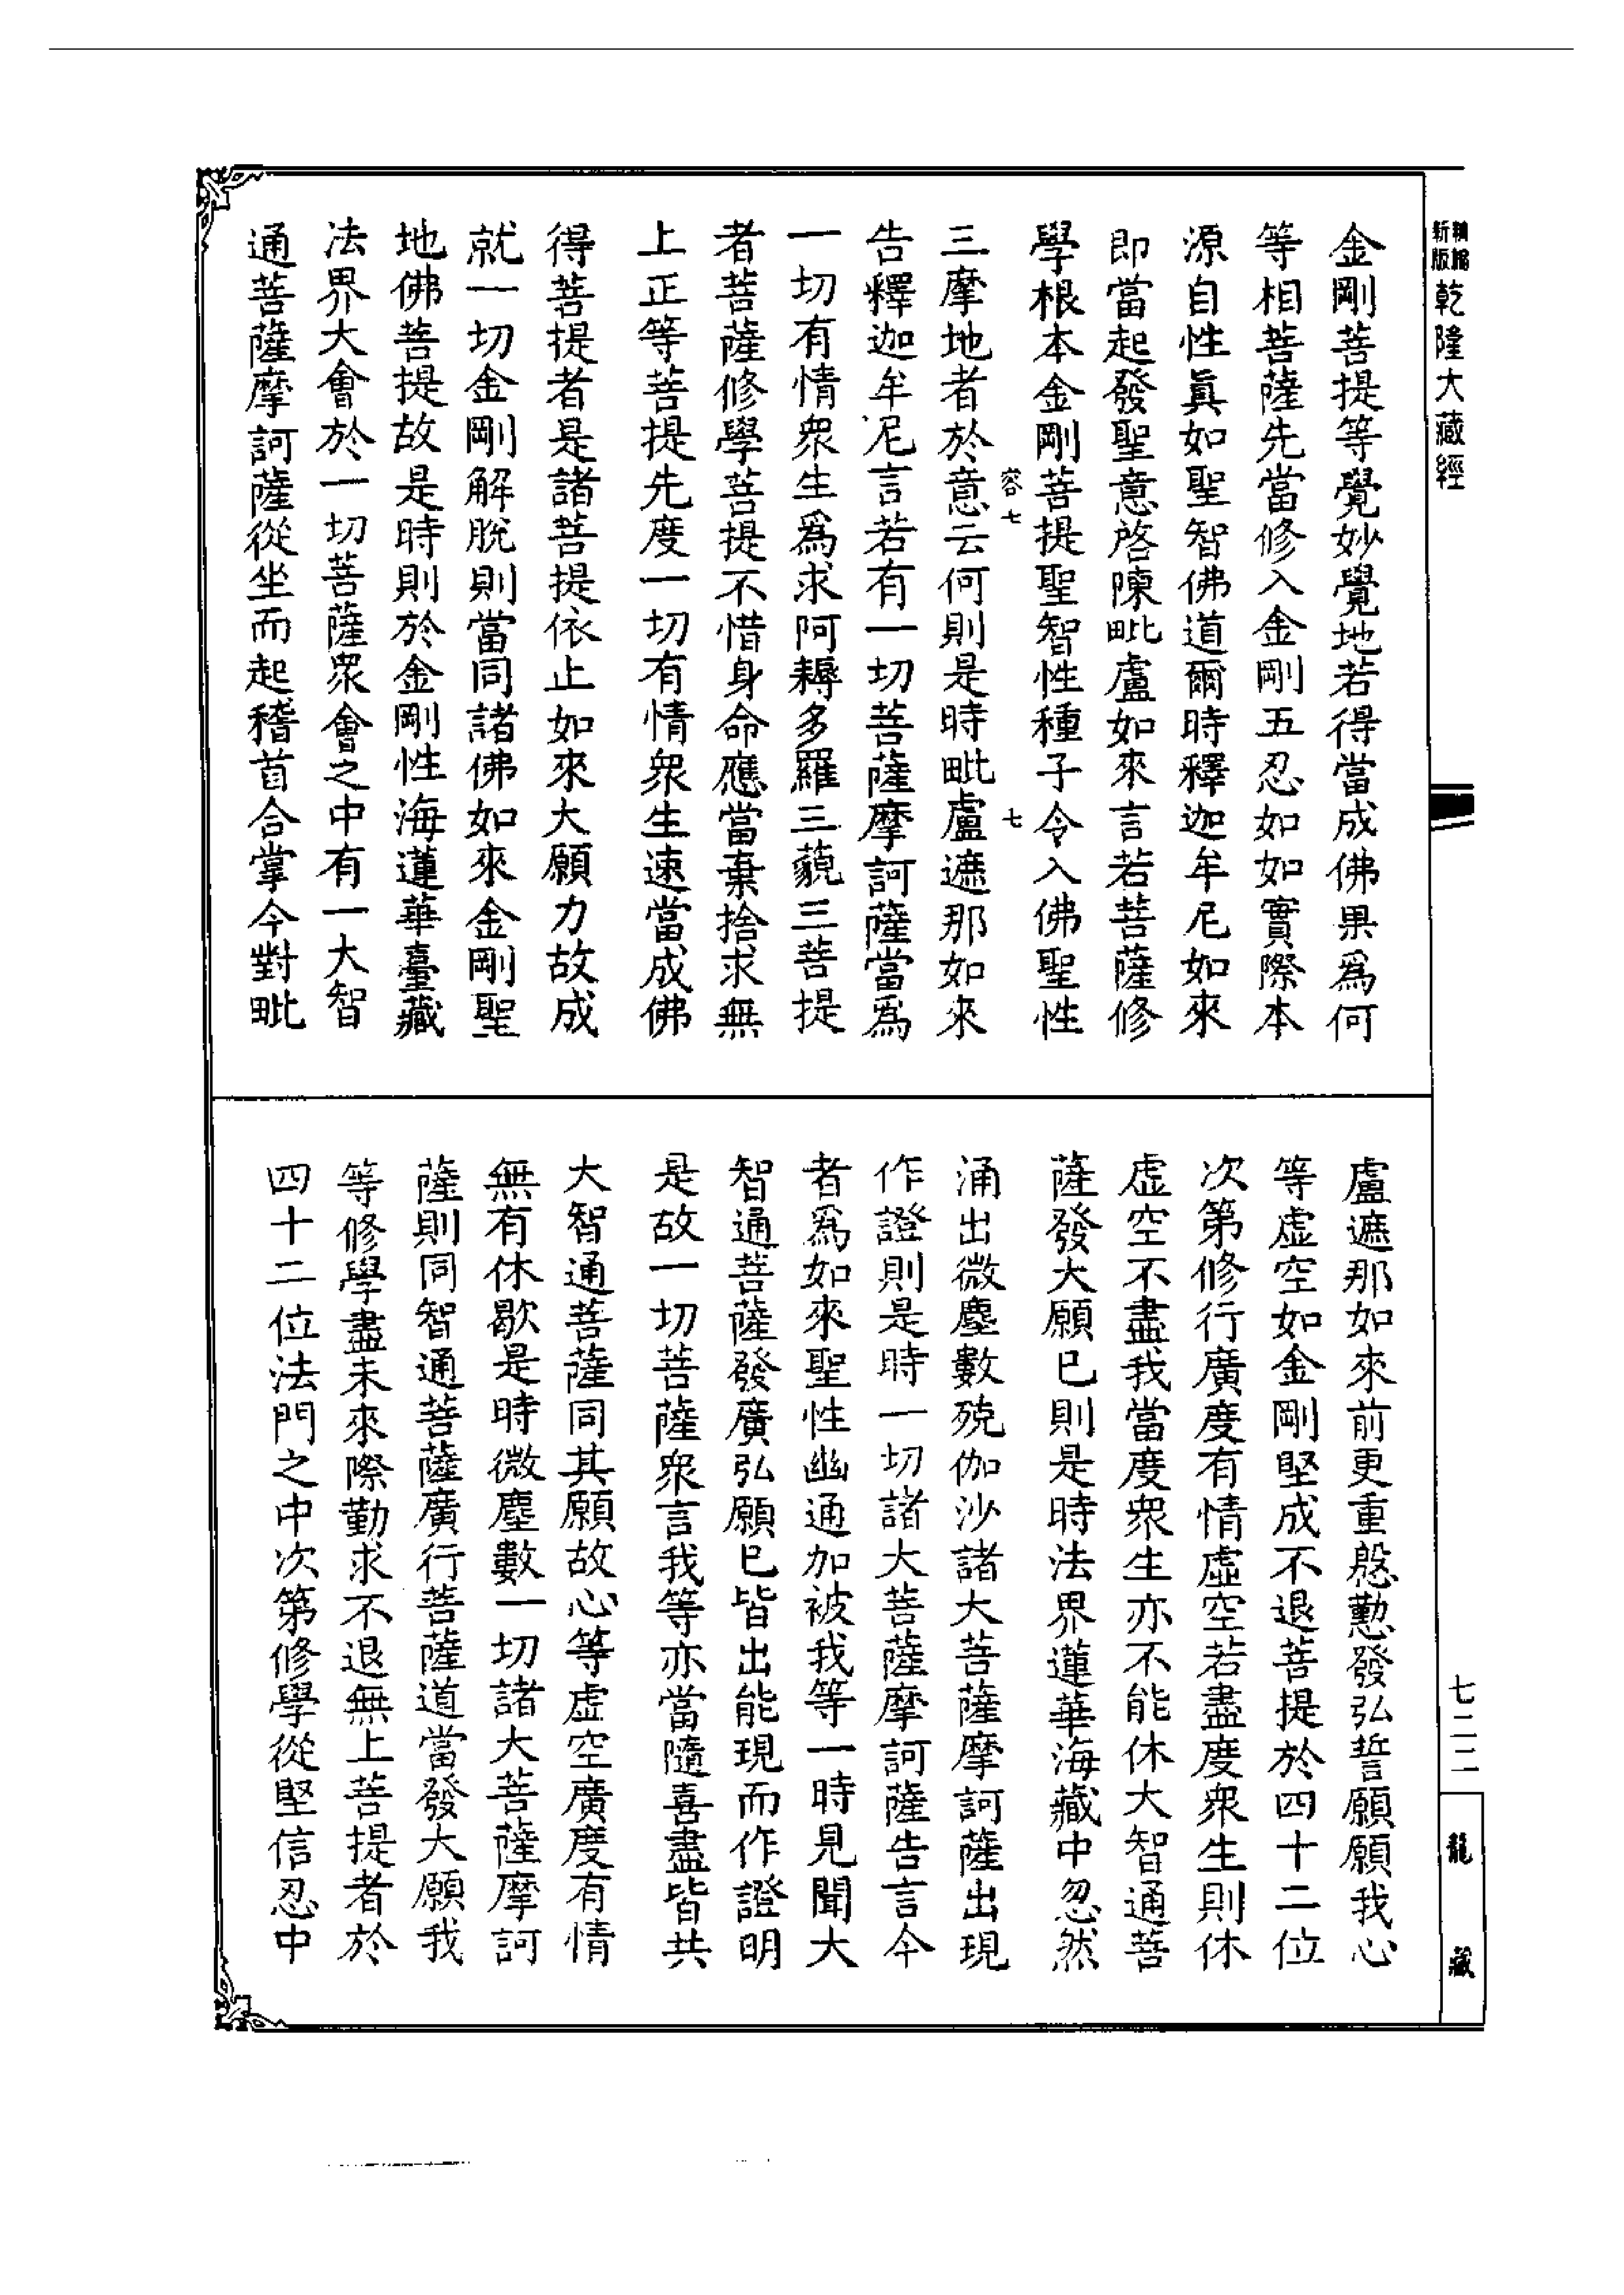 精縮新版乾隆大藏經
金剛菩提等覺妙覺地若得當成佛果爲何
等相菩薩先當修入金剛五忍如如實際本
源自性眞如聖智佛道爾時釋迦牟尼如來
即當起發聖意啓陳毗盧如來言若菩薩修
學根本金剛菩提聖智性種子令入佛聖性
容七 七
三摩地者於意云何則是時毗盧遮那如來
告釋迦牟尼言若有一切菩薩摩訶薩當爲
一切有情衆生爲求阿耨多羅三藐三菩提
者菩薩修學菩提不惜身命應當棄捨求無
上正等菩提先度一切有情衆生速當成佛
得菩提者是諸菩提依止如來大願力故成
就一切金剛解脫則當同諸佛如來金剛聖
地佛菩提故是時則於金剛性海蓮華臺藏
法界大會於一切菩薩衆會之中有一大智
通菩薩摩訶薩從坐而起稽首合掌今對毗
盧遮那如來前更重慇懃發弘誓願願我心
等虛空如金剛堅成不退菩提於四十二位
次第修行廣度有情虛空若盡度衆生則休
虛空不盡我當度衆生亦不能休大智通菩
薩發大願已則是時法界蓮華海藏中忽然
涌出微塵數殑伽沙諸大菩薩摩訶薩出現
作證則是時一切諸大菩薩摩訶薩告言今
者爲如來聖性幽通加被我等一時見聞大
智通菩薩發廣弘願已皆出能現而作證明
是故一切菩薩衆言我等亦當隨喜盡皆共
大智通菩薩同其願故心等虛空廣度有情
無有休歇是時微塵數一切諸大菩薩摩訶
薩則同智通菩薩廣行菩薩道當發大願我
等修學盡未來際勤求不退無上菩提者於
四十二位法門之中次第修學從堅信忍中
七二二
龍藏